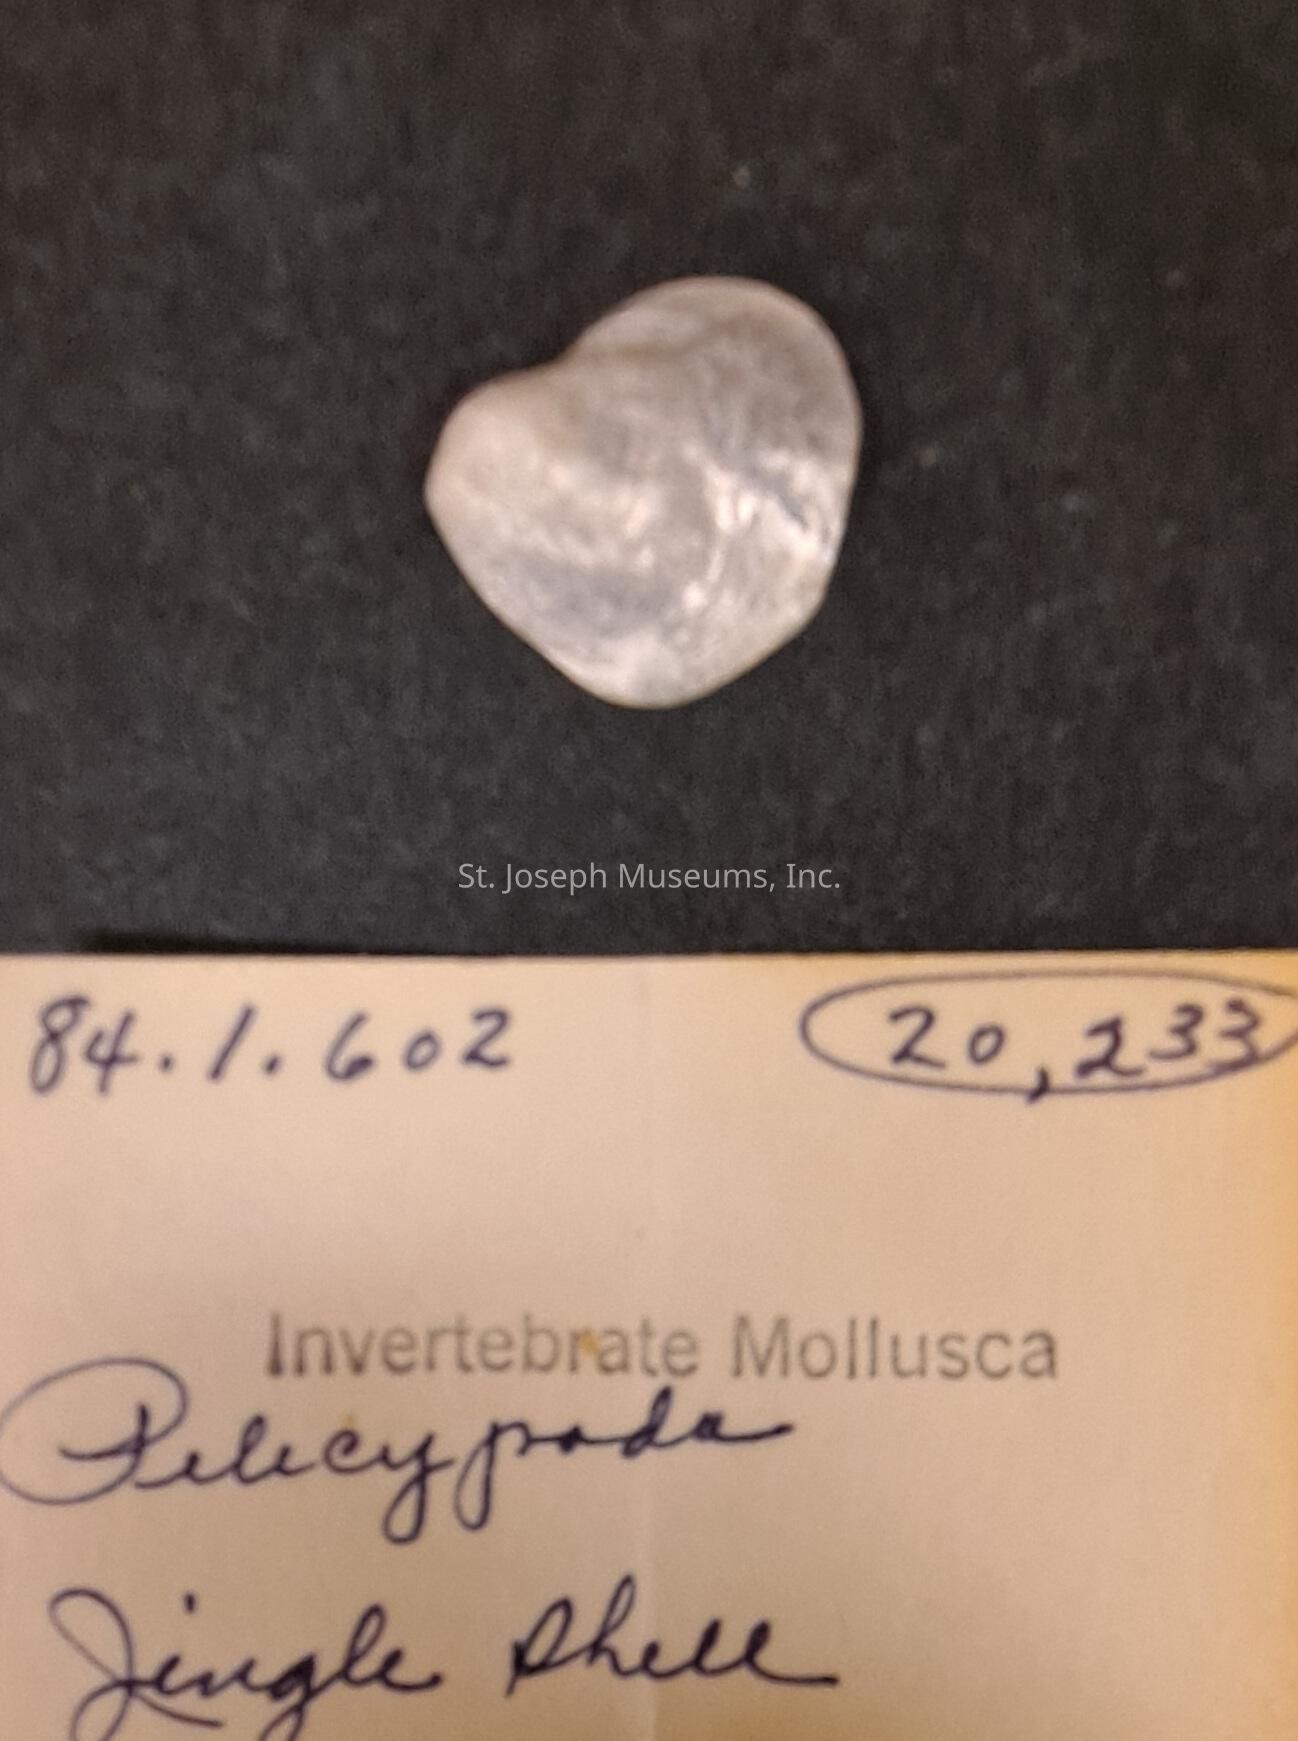 St. Joseph Museums, Inc.
84.1.602 20,233
Invertebrate Mollusca
Pelecypoda
Jingle Shell